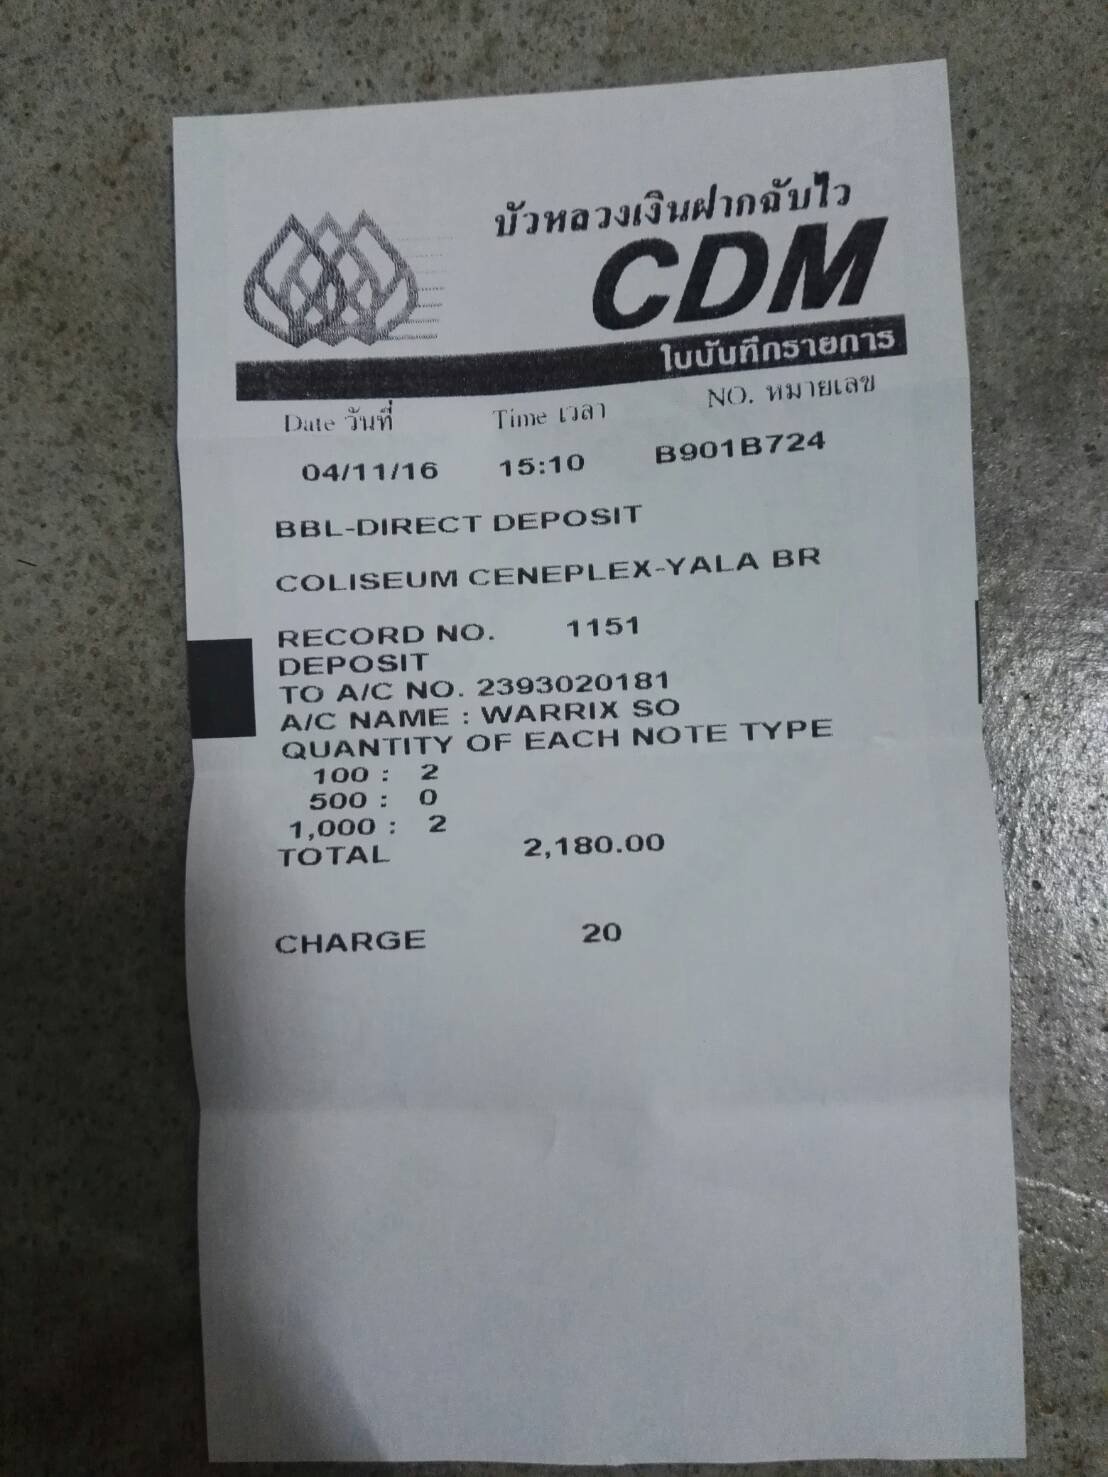 บัวหลวงเงินฝากฉับไว
CDM
ใบบันทึกรายการ
Date วันที่ Time เวลา NO. หมายเลข
04/11/16 15:10 B901B724
BBL-DIRECT DEPOSIT
COLISEUM CENEPLEX-YALA BR
RECORD NO. 1151
DEPOSIT
TO A/C NO. 2393020181
A/C NAME : WARRIX SO
QUANTITY OF EACH NOTE TYPE
100 : 2
500 : 0
1,000 : 2
TOTAL 2,180.00
CHARGE 20